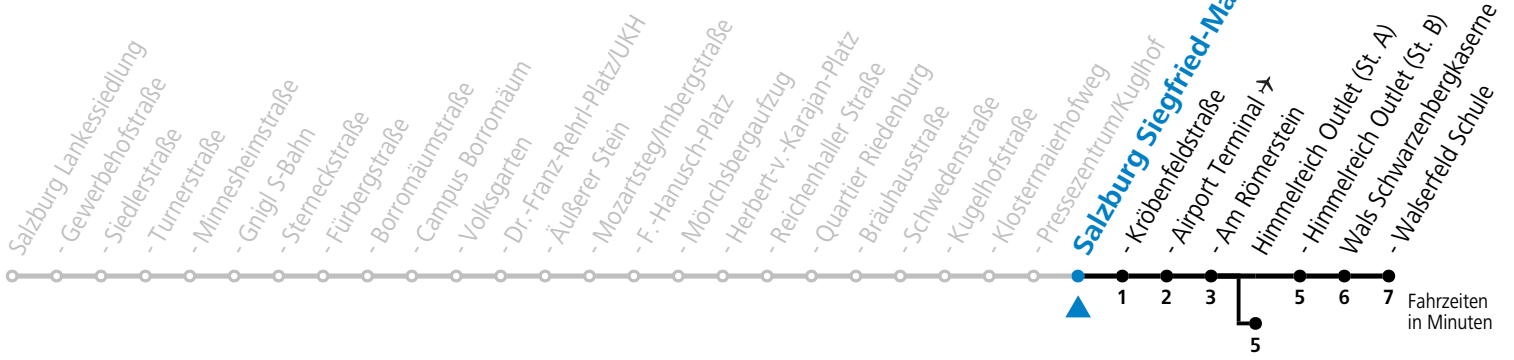 Salzburg Lankessiedlung
- Gewerbehofstraße
- Siedlerstraße
- Turnerstraße
- Minnesheimstraße
- Gnigl S-Bahn
- Sterneckstraße
- Fürbergstraße
- Borromäumstraße
- Campus Borromäum
- Volksgarten
- Dr.-Franz-Rehrl-Platz/UKH
- Äußerer Stein
- Mozartsteg/Imbergstraße
- F.-Hanusch-Platz
- Mönchsbergaufzug
- Herbert-v.-Karajan-Platz
- Reichenhaller Straße
- Quartier Riedenburg
- Bräuhausstraße
- Schwedenstraße
- Kugelhofstraße
- Klostermaierhofweg
- Pressezentrum/Kuglhof
Salzburg
- Kröbenfeldstraße
- Airport Terminal
- Am Römerstein
Himmelreich Outlet (St. A)
- Himmelreich Outlet (St. B)
Wals Schwarzenbergkaserne
- Walserfeld Schule
1 2 3 5 6 7
5
Fahrzeiten
in Minuten